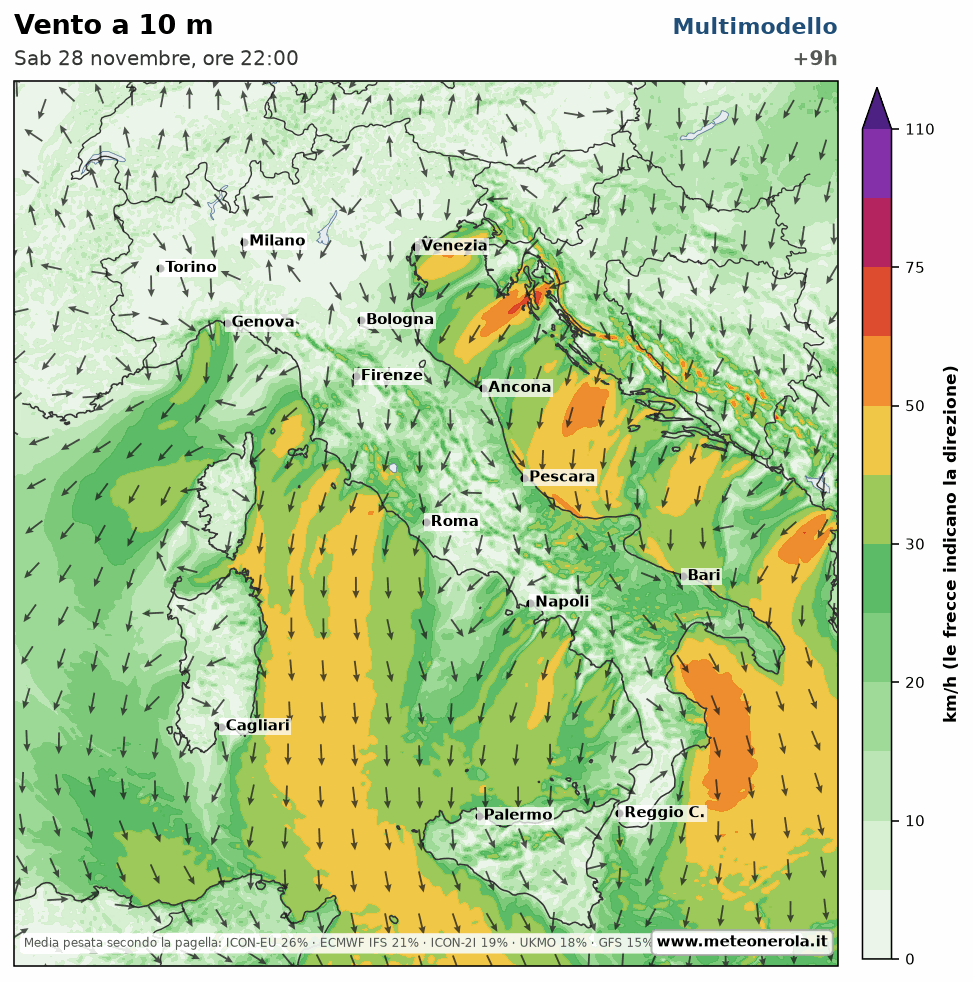 Vento a 10 m
Multimodello
Sab 28 novembre, ore 22:00
+9h
Venezia
Milano
Torino
Bologna
Genova
Firenze
Ancona
Pescara
Roma
Bari
Napoli
Cagliari
Reggio C.
Palermo
Media pesata secondo la pagella: ICON-EU 26% · ECMWF IFS 21% · ICON-2I 19% · UKMO 18% · GFS 15%
www.meteonerola.it
110
75
50
30
20
10
0
km/h (le frecce indicano la direzione)